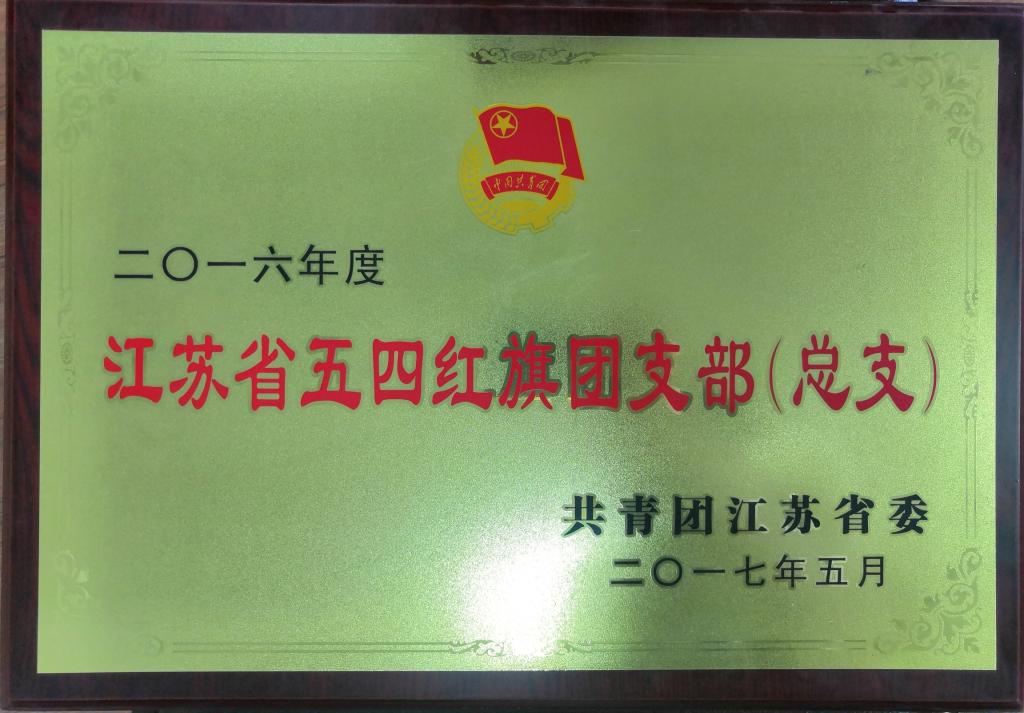 中国共青团
二〇一六年度
江苏省五四红旗团支部(总支)
共青团江苏省委
二〇一七年五月